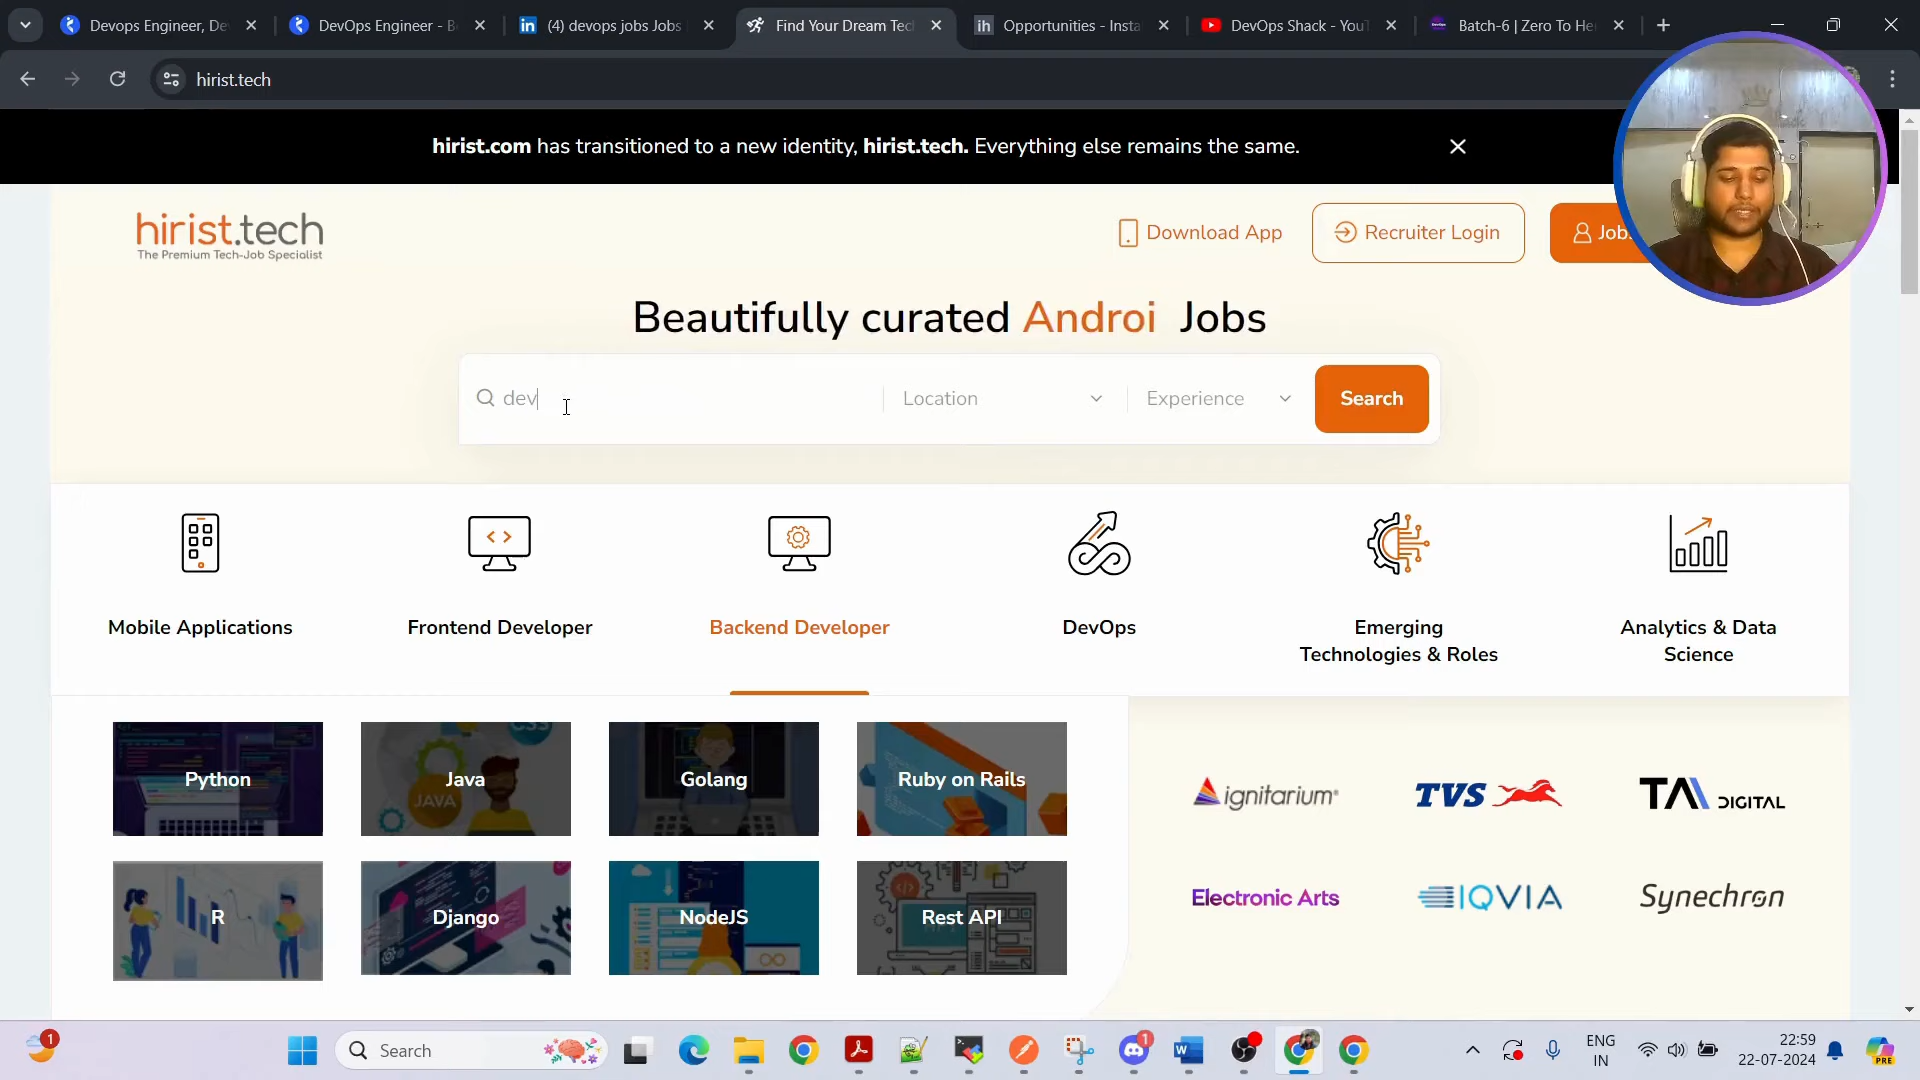 Devops Engineer, De
DevOps Engineer - B
(4) devops jobs Jobs
Find Your Dream Tec
Opportunities - Insta
DevOps Shack - YouT
Batch-6 | Zero To He
hirist.tech
hirist.com has transitioned to a new identity, hirist.tech. Everything else remains the same.
hirist.tech
The Premium Tech-Job Specialist
Download App
Recruiter Login
Beautifully curated Androi Jobs
dev
Location
Experience
Search
Mobile Applications
Frontend Developer
Backend Developer
DevOps
Emerging
Technologies & Roles
Analytics & Data
Science
Python
Java
Golang
Ruby on Rails
R
Django
NodeJS
Rest API
ignitarium
TVS
TA DIGITAL
Electronic Arts
IQVIA
Synechron
Search
ENG
IN
22:59
22-07-2024